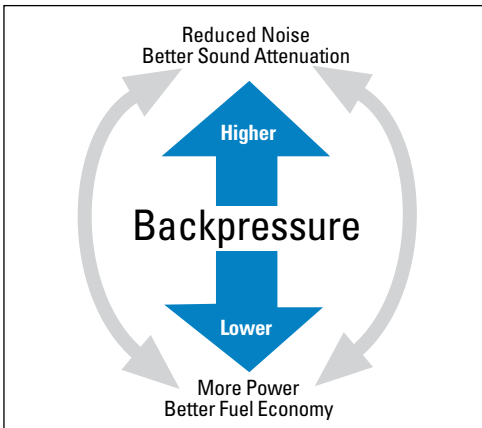 Reduced Noise
Better Sound Attenuation
Higher
Backpressure
Lower
More Power
Better Fuel Economy